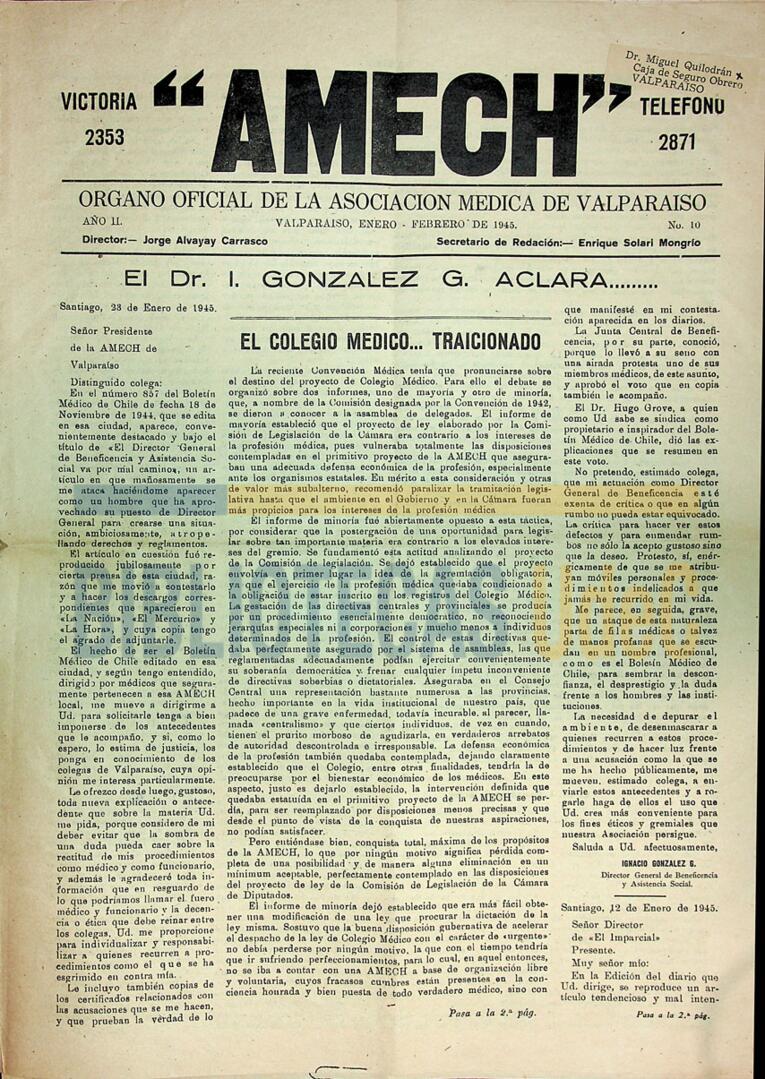 Dr. Miguel Quilodrán
Caja de Seguro Obrero
VALPARAISO
VICTORIA
2353
“AMECH”
TELEFONO
2871
ORGANO OFICIAL DE LA ASOCIACION MEDICA DE VALPARAISO
AÑO II.
VALPARAISO, ENERO - FEBRERO DE 1945.
No. 10
Director:— Jorge Alvayay Carrasco
Secretario de Redación:— Enrique Solari Mongrío
El Dr. I. GONZALEZ G. ACLARA.........
Santiago, 23 de Enero de 1945.
Señor Presidente
de la AMECH de
Valparaíso
Distinguido colega:
En el número 857 del Boletín
Médico de Chile de fecha 18 de
Noviembre de 1944, que se edita
en esa ciudad, aparece, conve-
nientemente destacado y bajo el
título de «El Director General
de Beneficencia y Asistencia So-
cial va por mal camino», un ar-
tículo en que mañosamente se
me ataca haciéndome aparecer
como un hombre que ha apro-
vechado su puesto de Director
General para crearse una situa-
ción, ambiciosamente, atrope-
llando derechos y reglamentos.
El artículo en cuestión fué re-
producido jubilosamente por
cierta prensa de esta ciudad, ra-
zón que me movió a contestarlo
y a hacer los descargos corres-
pondientes que aparecieron en
«La Nación», «El Mercurio» y
«La Hora», y cuya copia tengo
el agrado de adjuntarle.
El hecho de ser el Boletín
Médico de Chile editado en esa
ciudad, y según tengo entendido,
dirigido por médicos que segura-
mente pertenecen a esa AMECH
local, me mueve a dirigirme a
Ud. para solicitarle tenga a bien
imponerse de los antecedentes
que le acompaño, y si, como lo
espero, lo estima de justicia, los
ponga en conocimiento de los
colegas de Valparaíso, cuya opi-
nión me interesa particularmente.
Le ofrezco desde luego, gustoso,
toda nueva explicación o antece-
dente que sobre la materia Ud.
me pida, porque considero de mi
deber evitar que la sombra de
una duda pueda caer sobre la
rectitud de mis procedimientos
como médico y como funcionario,
y además le agradeceré toda in-
formación que en resguardo de
lo que podríamos llamar el fuero
médico y funcionario y la decen-
cia o ética que debe reinar entre
los colegas, Ud. me proporcione
para individualizar y responsabi-
lizar a quienes recurren a pro-
cedimientos como el que se ha
esgrimido en contra mía.
Le incluyo también copias de
los certificados relacionados con
las acusaciones que se me hacen,
y que prueban la verdad de lo
EL COLEGIO MEDICO... TRAICIONADO
La reciente Convención Médica tenía que pronunciarse sobre
el destino del proyecto de Colegio Médico. Para ello el debate se
organizó sobre dos informes, uno de mayoría y otro de minoría,
que, a nombre de la Comisión designada por la Convención de 1942,
se dieron a conocer a la asamblea de delegados. El informe de
mayoría estableció que el proyecto de ley elaborado por la Comi-
sión de Legislación de la Cámara era contrario a los intereses de
la profesión médica, pues vulneraba totalmente las disposiciones
contempladas en el primitivo proyecto de la AMECH que asegura-
ban una adecuada defensa económica de la profesión, especialmente
ante los organismos estatales. En mérito a esta consideración y otras
de valor más subalterno, recomendó paralizar la tramitación legis-
lativa hasta que el ambiente en el Gobierno y en la Cámara fueran
más propicios para los intereses de la profesión médica
El informe de minoría fué abiertamente opuesto a esta táctica,
por considerar que la postergación de una oportunidad para legis-
lar sobre tan importante materia era contrario a los elevados intere-
ses del gremio. Se fundamentó esta actitud analizando el proyecto
de la Comisión de legislación. Se dejó establecido que el proyecto
envolvía en primer lugar la idea de la agremiación obligatoria,
ya que el ejercicio de la profesión médica quedaba condicionado a
la obligación de estar inscrito en los registros del Colegio Médico.
La gestación de las directivas centrales y provinciales se producía
por un procedimiento esencialmente democrático, no reconociendo
jerarquías especiales ni a corporaciones y mucho menos a individuos
determinados de la profesión. El control de estas directivas que-
daba perfectamente asegurado por el sistema de asambleas, las que
reglamentadas adecuadamente podían ejercitar convenientemente
su soberanía democrática y frenar cualquier ímpetu inconveniente
de directivas soberbias o dictatoriales. Aseguraba en el Consejo
Central una representación bastante numerosa a las provincias.
hecho importante en la vida institucional de nuestro país, que
padece de una grave enfermedad, todavía incurable, al parecer, lla-
mada «centralismo» y que ciertos individuos, de vez en cuando,
tienen el prurito morboso de agudizarla, en verdaderos arrebatos
de autoridad descontrolada e irresponsable. La defensa económica
de la profesión también quedaba contemplada, dejando claramente
establecido que el Colegio, entre otras finalidades, tendría la de
preocuparse por el bienestar económico de los médicos. En este
aspecto, justo es dejarlo establecido, la intervención definida que
quedaba estatuída en el primitivo proyecto de la AMECH se per-
día, para ser reemplazado por disposiciones menos precisas y que
desde el punto de vista de la conquista de nuestras aspiraciones,
no podían satisfacer.
Pero entiéndase bien, conquista total, máxima de los propósitos
de la AMECH, lo que por ningún motivo significa pérdida com-
pleta de una posibilidad y de manera alguna eliminación en un
mínimum aceptable, perfectamente contemplado en las disposiciones
del proyecto de ley de la Comisión de Legislación de la Cámara
de Diputados.
El informe de minoría dejó establecido que era más fácil obte-
ner una modificación de una ley que procurar la dictación de la
ley misma. Sostuvo que la buena disposición gubernativa de acelerar
el despacho de la ley de Colegio Médico con el carácter de «urgente»
no debía perderse por ningún motivo, la que con el tiempo tendría
que ir sufriendo perfeccionamientos, para lo cual, en aquel entonces,
no se iba a contar con una AMECH a base de organización libre
y voluntaria, cuyos fracasos cumbres están presentes en la con-
ciencia honrada y bien puesta de todo verdadero médico, sino con
Pasa a la 2.ª pág.
que manifesté en mi contesta-
ción aparecida en los diarios.
La Junta Central de Benefi-
cencia, por su parte, conoció,
porque lo llevó a su seno con
una airada protesta uno de sus
miembros médicos, de este asunto,
y aprobó el voto que en copia
también le acompaño.
El Dr. Hugo Grove, a quien
como Ud sabe se sindica como
propietario e inspirador del Bole-
tín Médico de Chile, dió las ex-
plicaciones que se resumen en
este voto.
No pretendo, estimado colega,
que mi actuación como Director
General de Beneficencia esté
exenta de crítica o que en algún
rumbo no pueda estar equivocado.
La crítica para hacer ver estos
defectos y para enmendar rum-
bos no sólo la acepto gustoso sino
que la deseo. Protesto, sí, enér-
gicamente de que se me atribu-
yan móviles personales y proce-
dimientos indelicados a que
jamás he recurrido en mi vida.
Me parece, en seguida, grave,
que un ataque de esta naturaleza
parta de filas médicas o talvez
de manos profanas que se escu-
dan en un nombre profesional,
como es el Boletín Médico de
Chile, para sembrar la descon-
fianza, el desprestigio y la duda
frente a los hombres y las insti-
tuciones.
La necesidad de depurar el
ambiente, de desenmascarar a
quienes recurren a estos procedi-
mientos y de hacer luz frente
a una acusación como la que se
me ha hecho públicamente, me
mueven, estimado colega, a en-
viarle estos antecedentes y a ro-
garle haga de ellos el uso que
Ud. crea más conveniente para
los fines éticos y gremiales que
nuestra Asociación persigue.
Saluda a Ud. afectuosamente,
IGNACIO GONZALEZ G.
Director General de Beneficencia
y Asistencia Social.
Santiago, 12 de Enero de 1945.
Señor Director
de «El Imparcial»
Presente.
Muy señor mío:
En la Edición del diario que
Ud. dirige, se reproduce un ar-
tículo tendencioso y mal inten-
Pasa a la 2.ª pág.